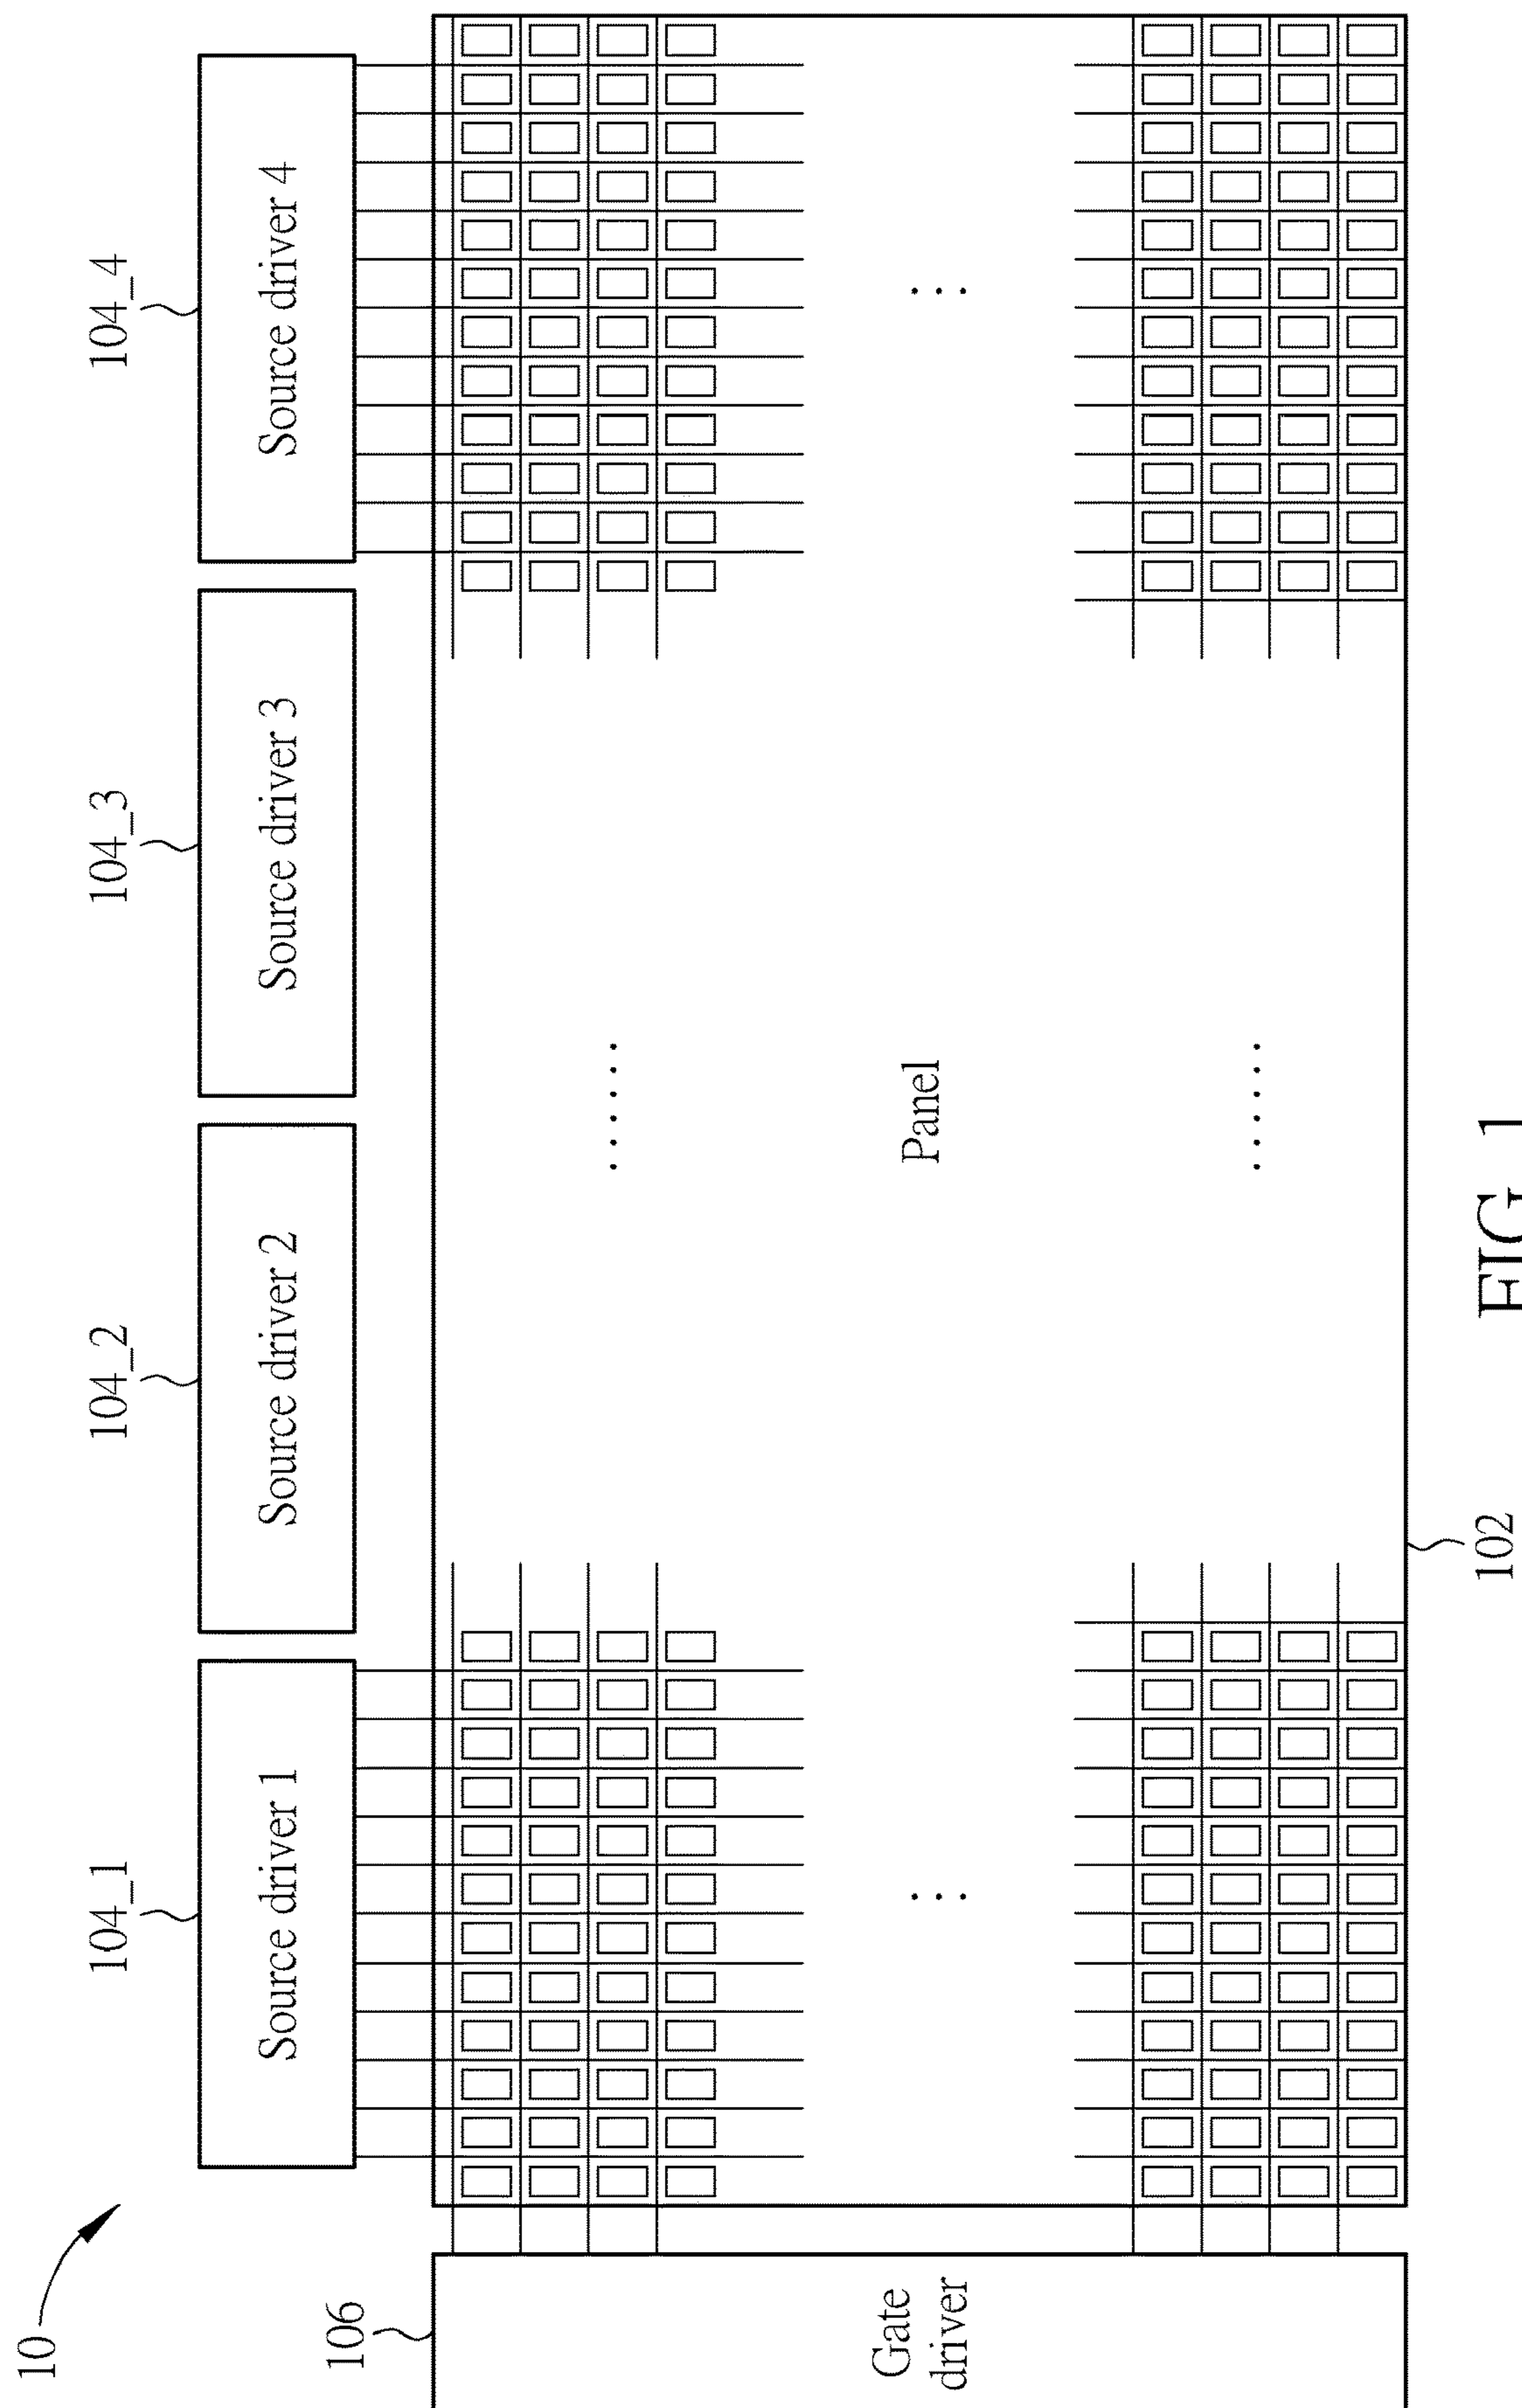 10
104_1
104_2
104_3
104_4
Source driver 1
Source driver 2
Source driver 3
Source driver 4
106
Gate
driver
Panel
......
......
...
...
102
FIG. 1